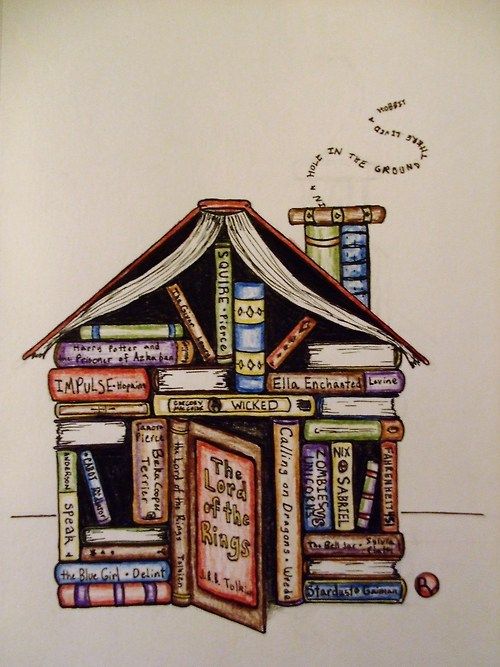 IN A HOLE IN THE GROUND THERE LIVED A HOBBIT
SQUIRE • Pierce
The Giver Lowry
Harry Potter and
the Prisoner of Azkaban
IMPULSE • Hopkins
Ella Enchanted Levine
GREGORY
MAGUIRE
WICKED
ANDERSON SPEAK
Tamora
Pierce
Beka Cooper
Terrier
the Lord of the Rings Tolkien
The
Lord
of the
Rings
J.R.R. Tolkien
Calling on Dragons • Wrede
ZOMBIES VS
UNICORNS
NIX SABRIEL
FAHRENHEIT 451
The Bell Jar • Sylvia
Plath
the Blue Girl • DeLint
Stardust • Gaiman
R